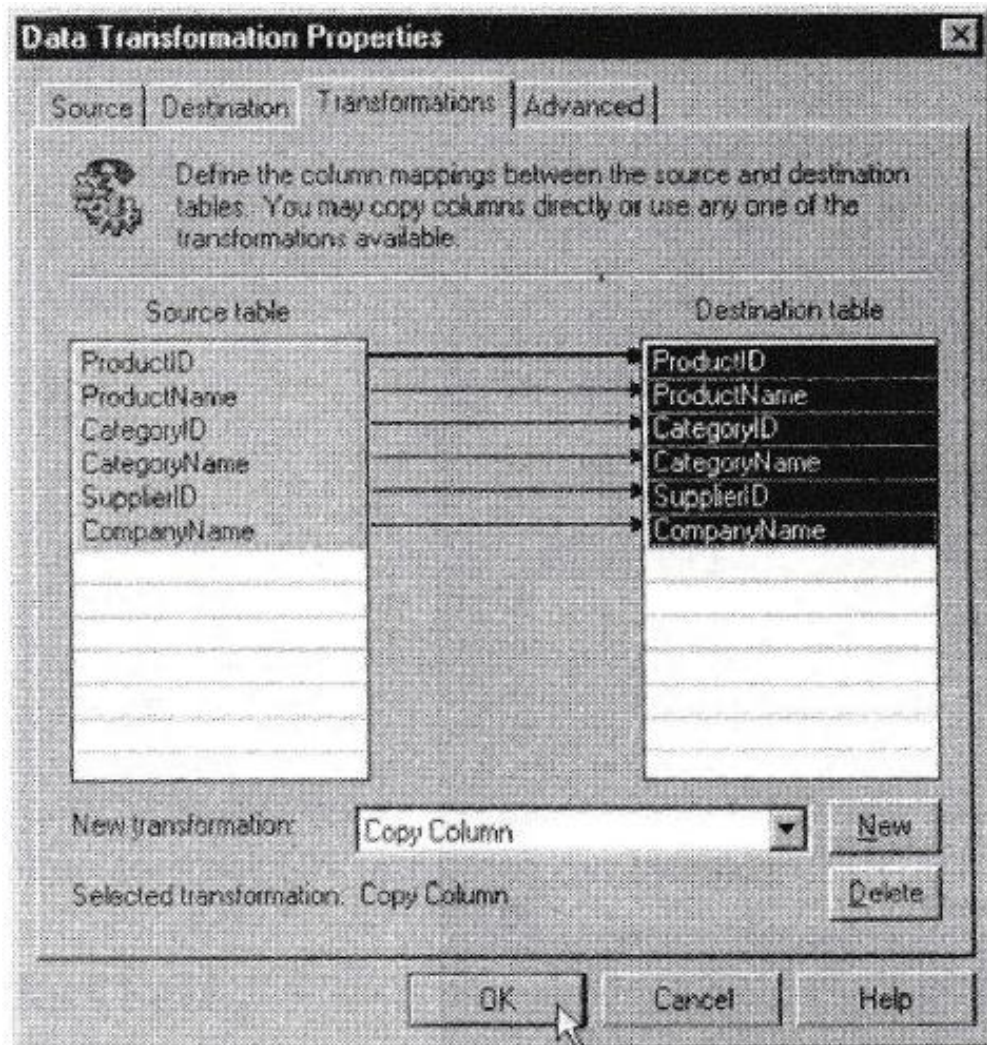 Data Transformation Properties
Source Destination Transformations Advanced
Define the column mappings between the source and destination
tables. You may copy columns directly or use any one of the
transformations available.
Source table Destination table
ProductID ProductID
ProductName ProductName
CategoryID CategoryID
CategoryName CategoryName
SupplierID SupplierID
CompanyName CompanyName
New transformation: Copy Column New
Selected transformation: Copy Column Delete
OK Cancel Help